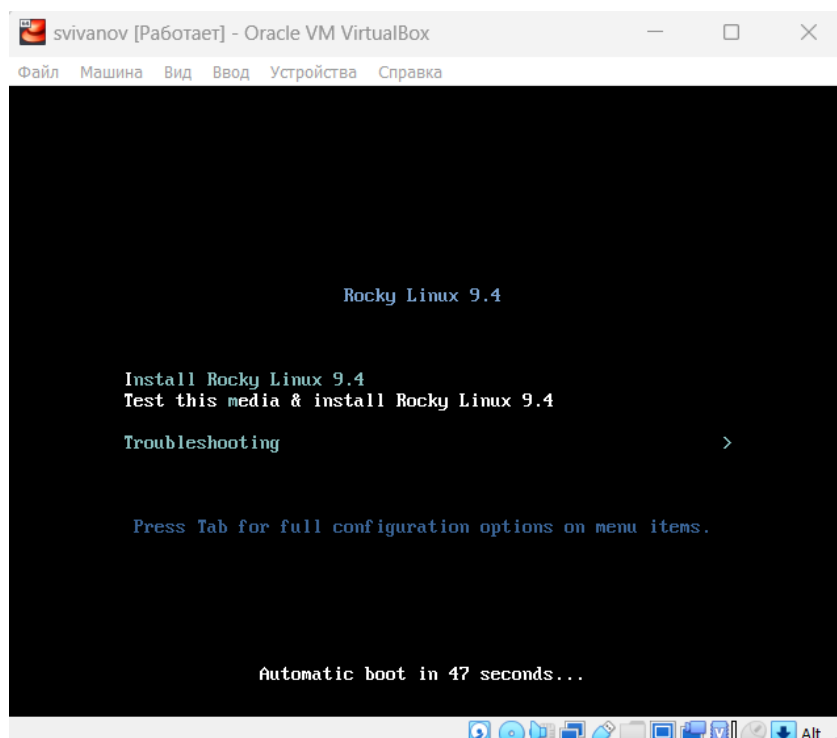 svivanov [Работает] - Oracle VM VirtualBox
Файл Машина Вид Ввод Устройства Справка
Rocky Linux 9.4
Install Rocky Linux 9.4
Test this media & install Rocky Linux 9.4
Troubleshooting >
Press Tab for full configuration options on menu items.
Automatic boot in 47 seconds...
Alt